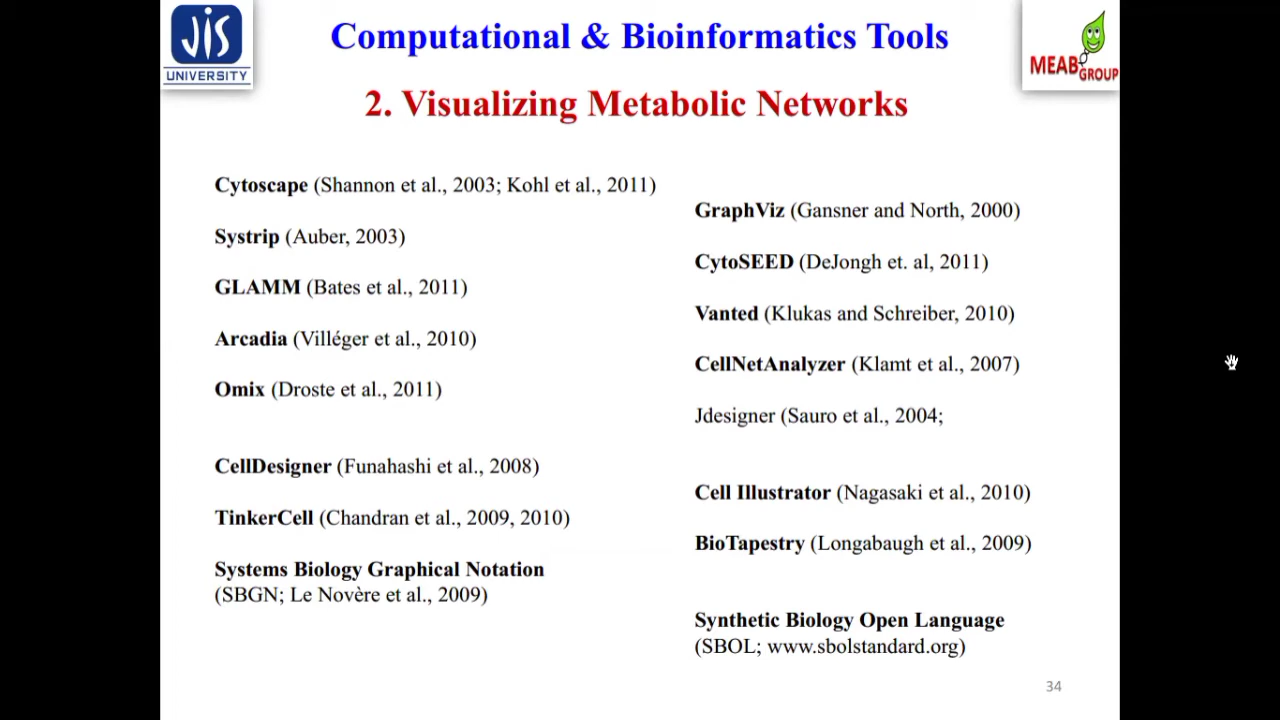 JIS
UNIVERSITY
Computational & Bioinformatics Tools
MEAB GROUP
2. Visualizing Metabolic Networks
Cytoscape (Shannon et al., 2003; Kohl et al., 2011)
Systrip (Auber, 2003)
GLAMM (Bates et al., 2011)
Arcadia (Villéger et al., 2010)
Omix (Droste et al., 2011)
CellDesigner (Funahashi et al., 2008)
TinkerCell (Chandran et al., 2009, 2010)
Systems Biology Graphical Notation
(SBGN; Le Novère et al., 2009)
GraphViz (Gansner and North, 2000)
CytoSEED (DeJongh et. al, 2011)
Vanted (Klukas and Schreiber, 2010)
CellNetAnalyzer (Klamt et al., 2007)
Jdesigner (Sauro et al., 2004;
Cell Illustrator (Nagasaki et al., 2010)
BioTapestry (Longabaugh et al., 2009)
Synthetic Biology Open Language
(SBOL; www.sbolstandard.org)
34